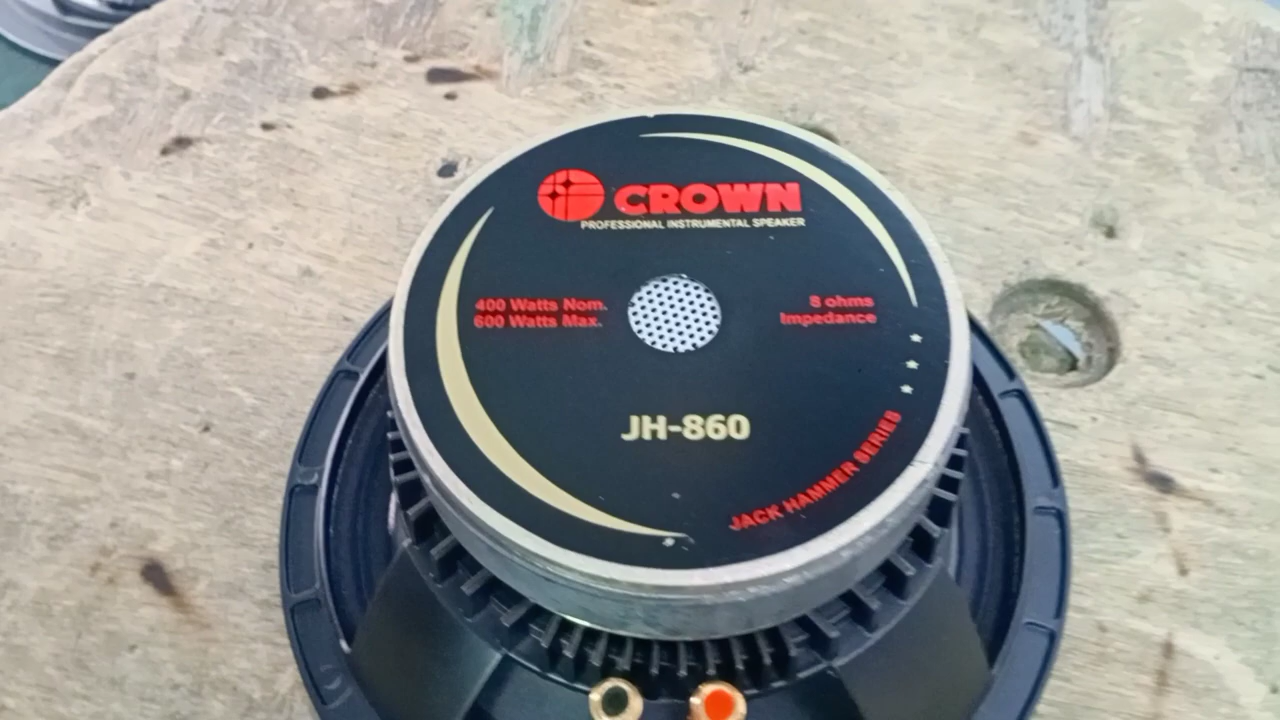 CROWN
PROFESSIONAL INSTRUMENTAL SPEAKER
400 Watts Nom.
600 Watts Max.
8 ohms
Impedance
JH-860
JACK HAMMER SERIES